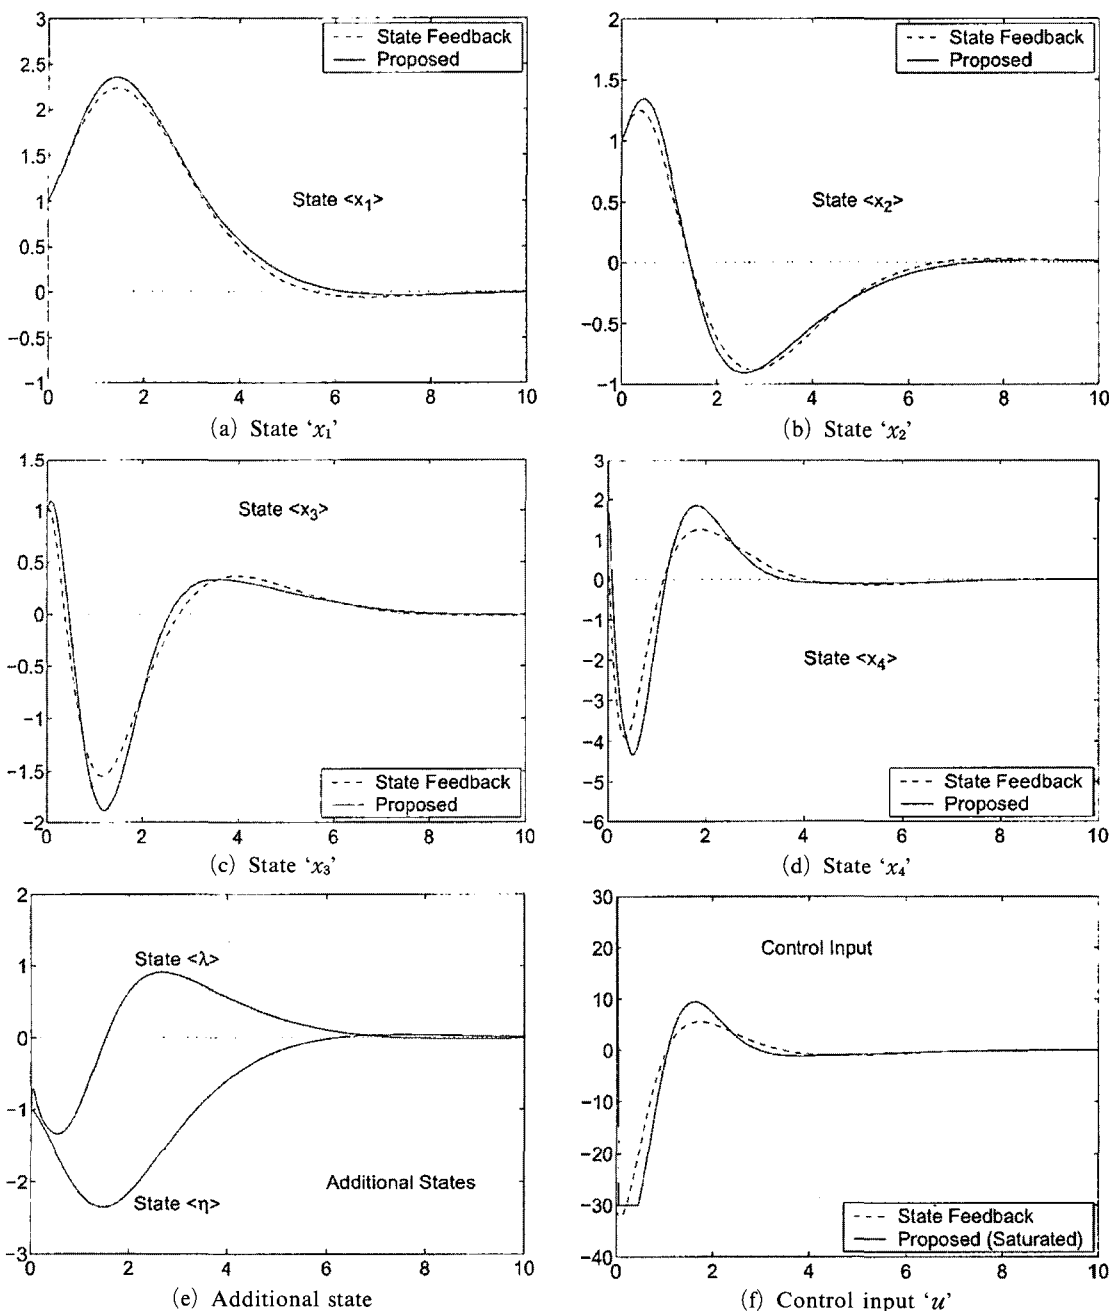 3
2.5
2
1.5
1
0.5
0
−0.5
−1
0 2 4 6 8 10
State Feedback
Proposed
State <x₁>
(a) State ‘x₁’
2
1.5
1
0.5
0
−0.5
−1
0 2 4 6 8 10
State Feedback
Proposed
State <x₂>
(b) State ‘x₂’
1.5
1
0.5
0
−0.5
−1
−1.5
−2
0 2 4 6 8 10
State <x₃>
State Feedback
Proposed
(c) State ‘x₃’
3
2
1
0
−1
−2
−3
−4
−5
−6
0 2 4 6 8 10
State <x₄>
State Feedback
Proposed
(d) State ‘x₄’
2
1
0
−1
−2
−3
0 2 4 6 8 10
State <λ>
State <η>
Additional States
(e) Additional state
30
20
10
0
−10
−20
−30
−40
0 2 4 6 8 10
Control Input
State Feedback
Proposed (Saturated)
(f) Control input ‘u’